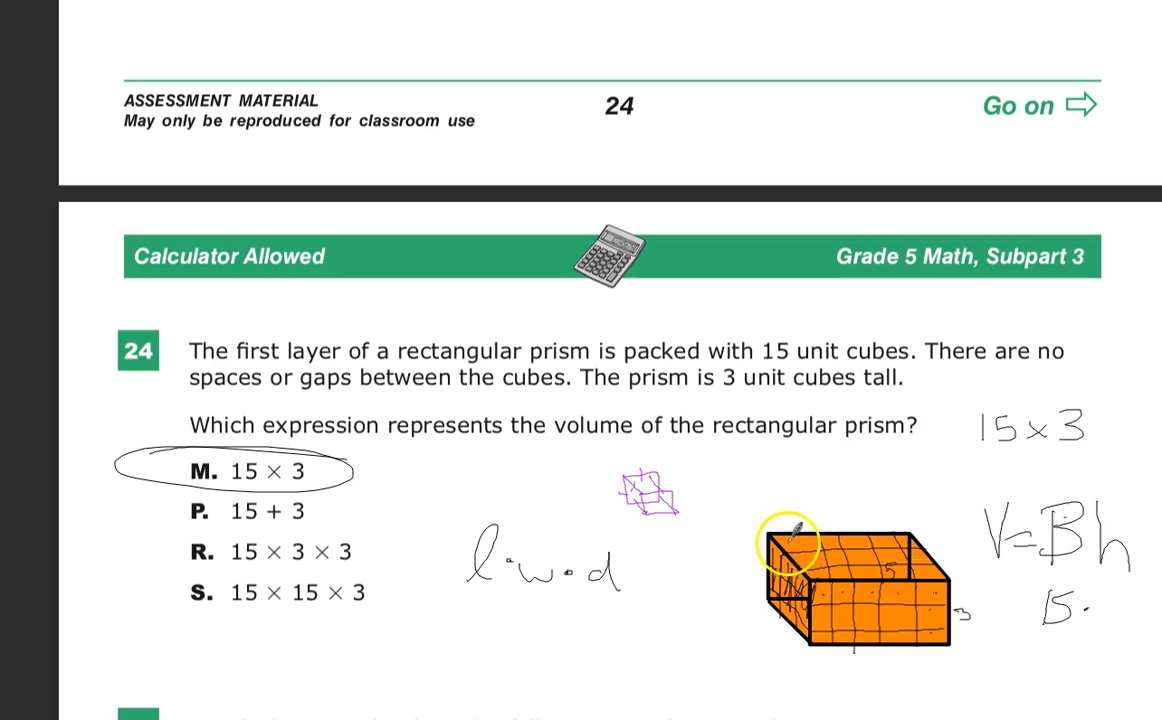 ASSESSMENT MATERIAL
May only be reproduced for classroom use
24
Go on
Calculator Allowed
Grade 5 Math, Subpart 3
24
The first layer of a rectangular prism is packed with 15 unit cubes. There are no
spaces or gaps between the cubes. The prism is 3 unit cubes tall.
Which expression represents the volume of the rectangular prism?
15 × 3
M. 15 × 3
P. 15 + 3
R. 15 × 3 × 3
S. 15 × 15 × 3
l · w · d
5
3
V = Bh
15 ·